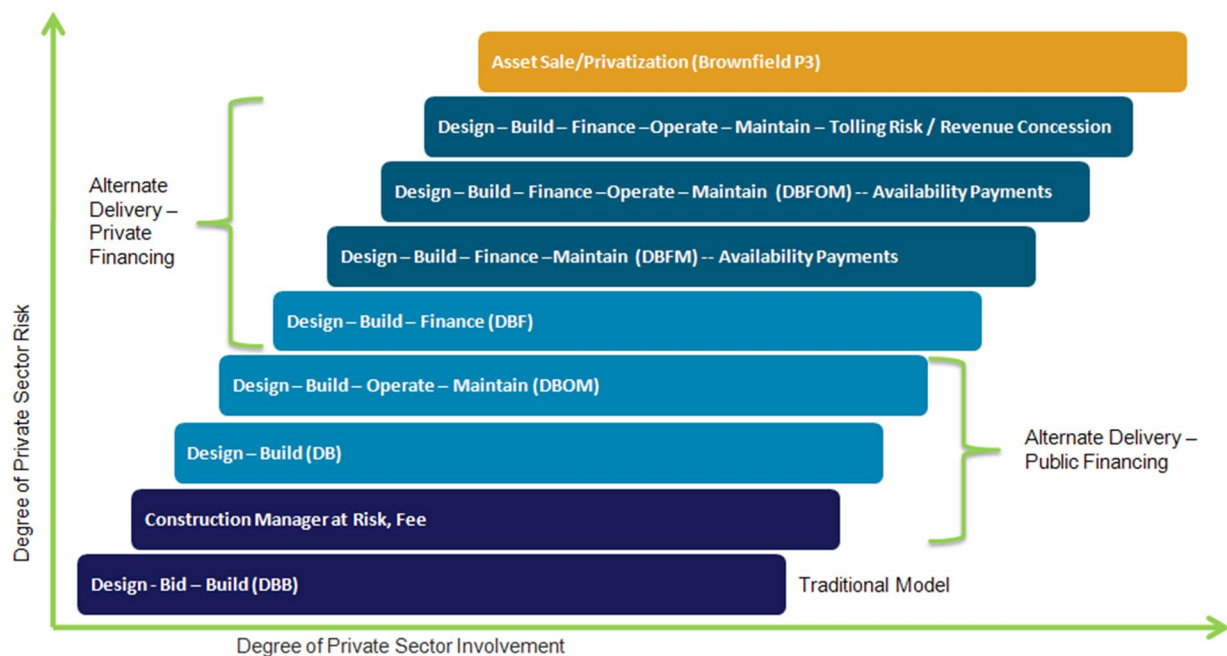 Asset Sale/Privatization (Brownfield P3)
Design – Build – Finance –Operate – Maintain – Tolling Risk / Revenue Concession
Design – Build – Finance –Operate – Maintain (DBFOM) -- Availability Payments
Design – Build – Finance –Maintain (DBFM) -- Availability Payments
Design – Build – Finance (DBF)
Design – Build – Operate – Maintain (DBOM)
Design – Build (DB)
Construction Manager at Risk, Fee
Design - Bid – Build (DBB)
Alternate
Delivery –
Private
Financing
Alternate Delivery –
Public Financing
Traditional Model
Degree of Private Sector Risk
Degree of Private Sector Involvement